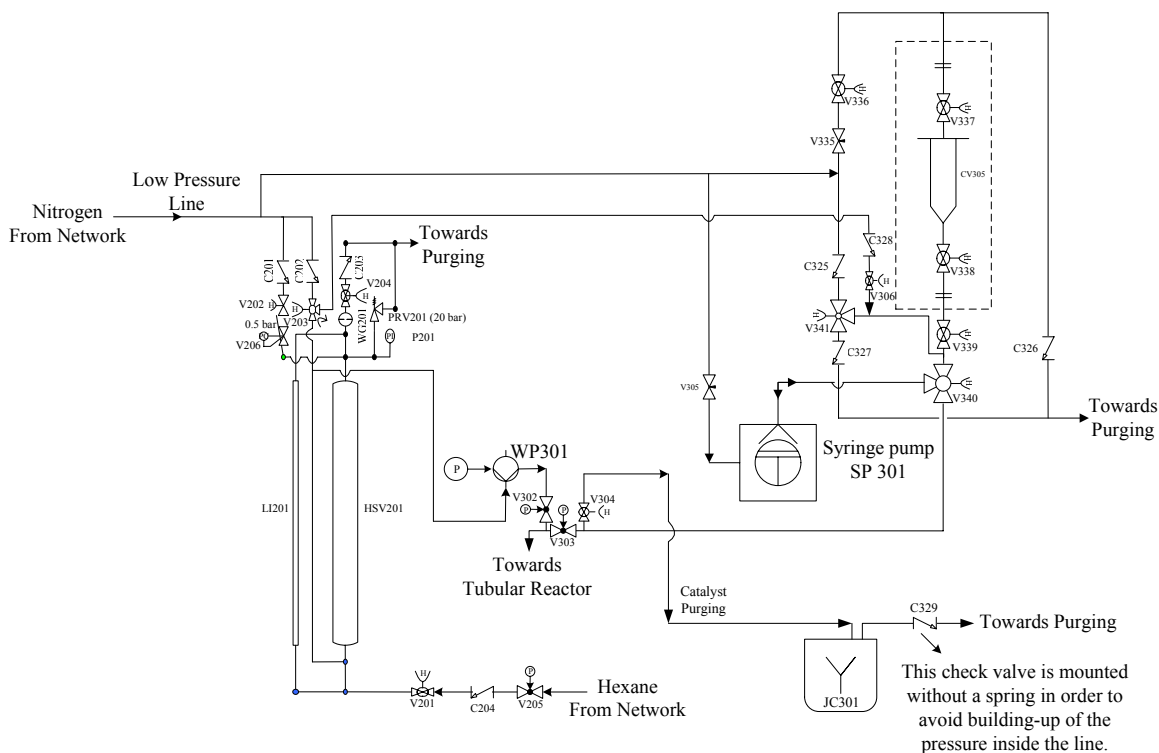 Low Pressure
Line
Nitrogen
From Network
Towards
Purging
C201
C202
C203
V202
H
H
V203
V204
H
0.5 bar
V206
WG201
PRV201 (20 bar)
PI
P201
LI201
HSV201
P
WP301
V302
P
P
V303
V304
H
Towards
Tubular Reactor
V201
H
C204
V205
P
Hexane
From Network
V336
H
V335
V337
H
CV305
V338
H
C325
C328
V306
H
V341
H
C327
V339
H
V340
H
C326
V305
Syringe pump
SP 301
Towards
Purging
Catalyst
Purging
JC301
C329
Towards Purging
This check valve is mounted
without a spring in order to
avoid building-up of the
pressure inside the line.